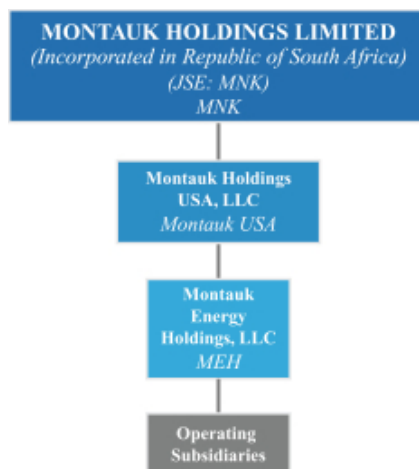 MONTAUK HOLDINGS LIMITED
(Incorporated in Republic of South Africa)
(JSE: MNK)
MNK
Montauk Holdings
USA, LLC
Montauk USA
Montauk
Energy
Holdings, LLC
MEH
Operating
Subsidiaries